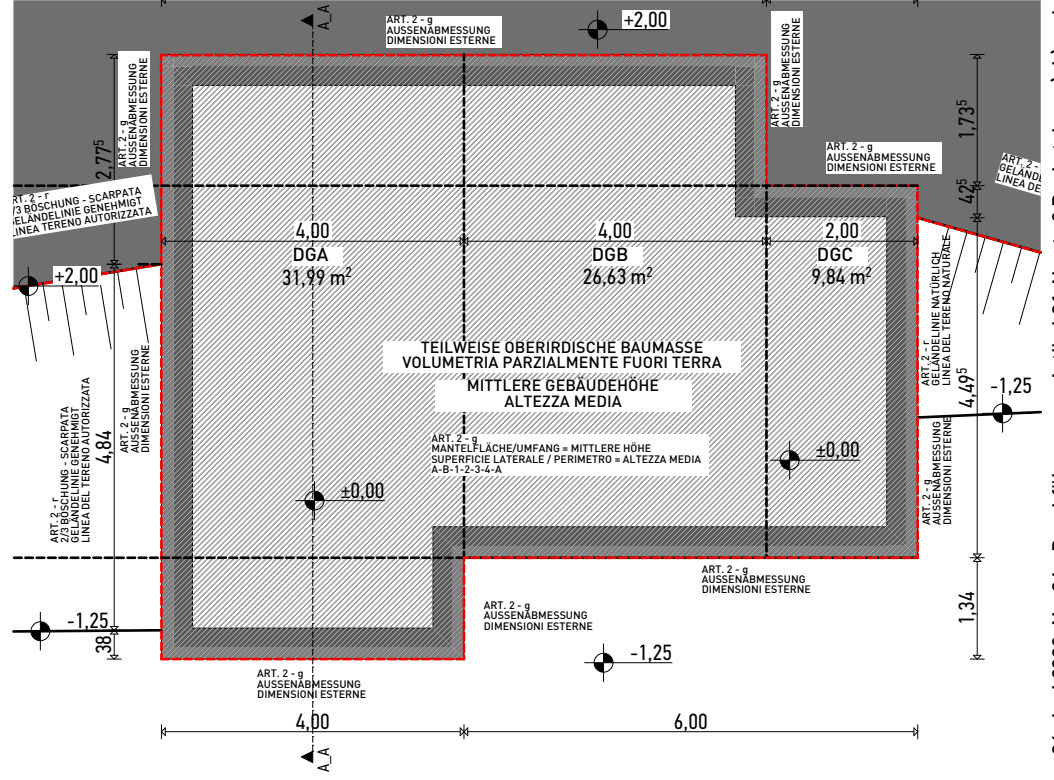 A_A
ART. 2 - g
AUSSENABMESSUNG
DIMENSIONI ESTERNE
+2,00
ART. 2 - g
AUSSENABMESSUNG
DIMENSIONI ESTERNE
2,77⁵
ART. 2 - g
AUSSENABMESSUNG
DIMENSIONI ESTERNE
1,73⁵
ART. 2 - g
AUSSENABMESSUNG
DIMENSIONI ESTERNE
ART. 2 -
GELÄNDE
LINEA DE
ART. 2 - r
2/3 BÖSCHUNG - SCARPATA
GELÄNDELINIE GENEHMIGT
LINEA TERENO AUTORIZZATA
42⁵
4,00
4,00
2,00
DGA
31,99 m²
DGB
26,63 m²
DGC
9,84 m²
+2,00
ART. 2 - r
GELÄNDELINIE NATÜRLICH
LINEA DEL TERENO NATURALE
TEILWEISE OBERIRDISCHE BAUMASSE
VOLUMETRIA PARZIALMENTE FUORI TERRA
MITTLERE GEBÄUDEHÖHE
ALTEZZA MEDIA
4,49⁵
-1,25
ART. 2 - g
AUSSENABMESSUNG
DIMENSIONI ESTERNE
4,84
ART. 2 - r
2/3 BÖSCHUNG - SCARPATA
GELÄNDELINIE GENEHMIGT
LINEA DEL TERENO AUTORIZZATA
ART. 2 - g
MANTELFLÄCHE/UMFANG = MITTLERE HÖHE
SUPERFICIE LATERALE / PERIMETRO = ALTEZZA MEDIA
A-B-1-2-3-4-A
±0,00
±0,00
ART. 2 - g
AUSSENABMESSUNG
DIMENSIONI ESTERNE
ART. 2 - g
AUSSENABMESSUNG
DIMENSIONI ESTERNE
ART. 2 - g
AUSSENABMESSUNG
DIMENSIONI ESTERNE
1,34
-1,25
38
-1,25
ART. 2 - g
AUSSENABMESSUNG
DIMENSIONI ESTERNE
4,00
6,00
A_A